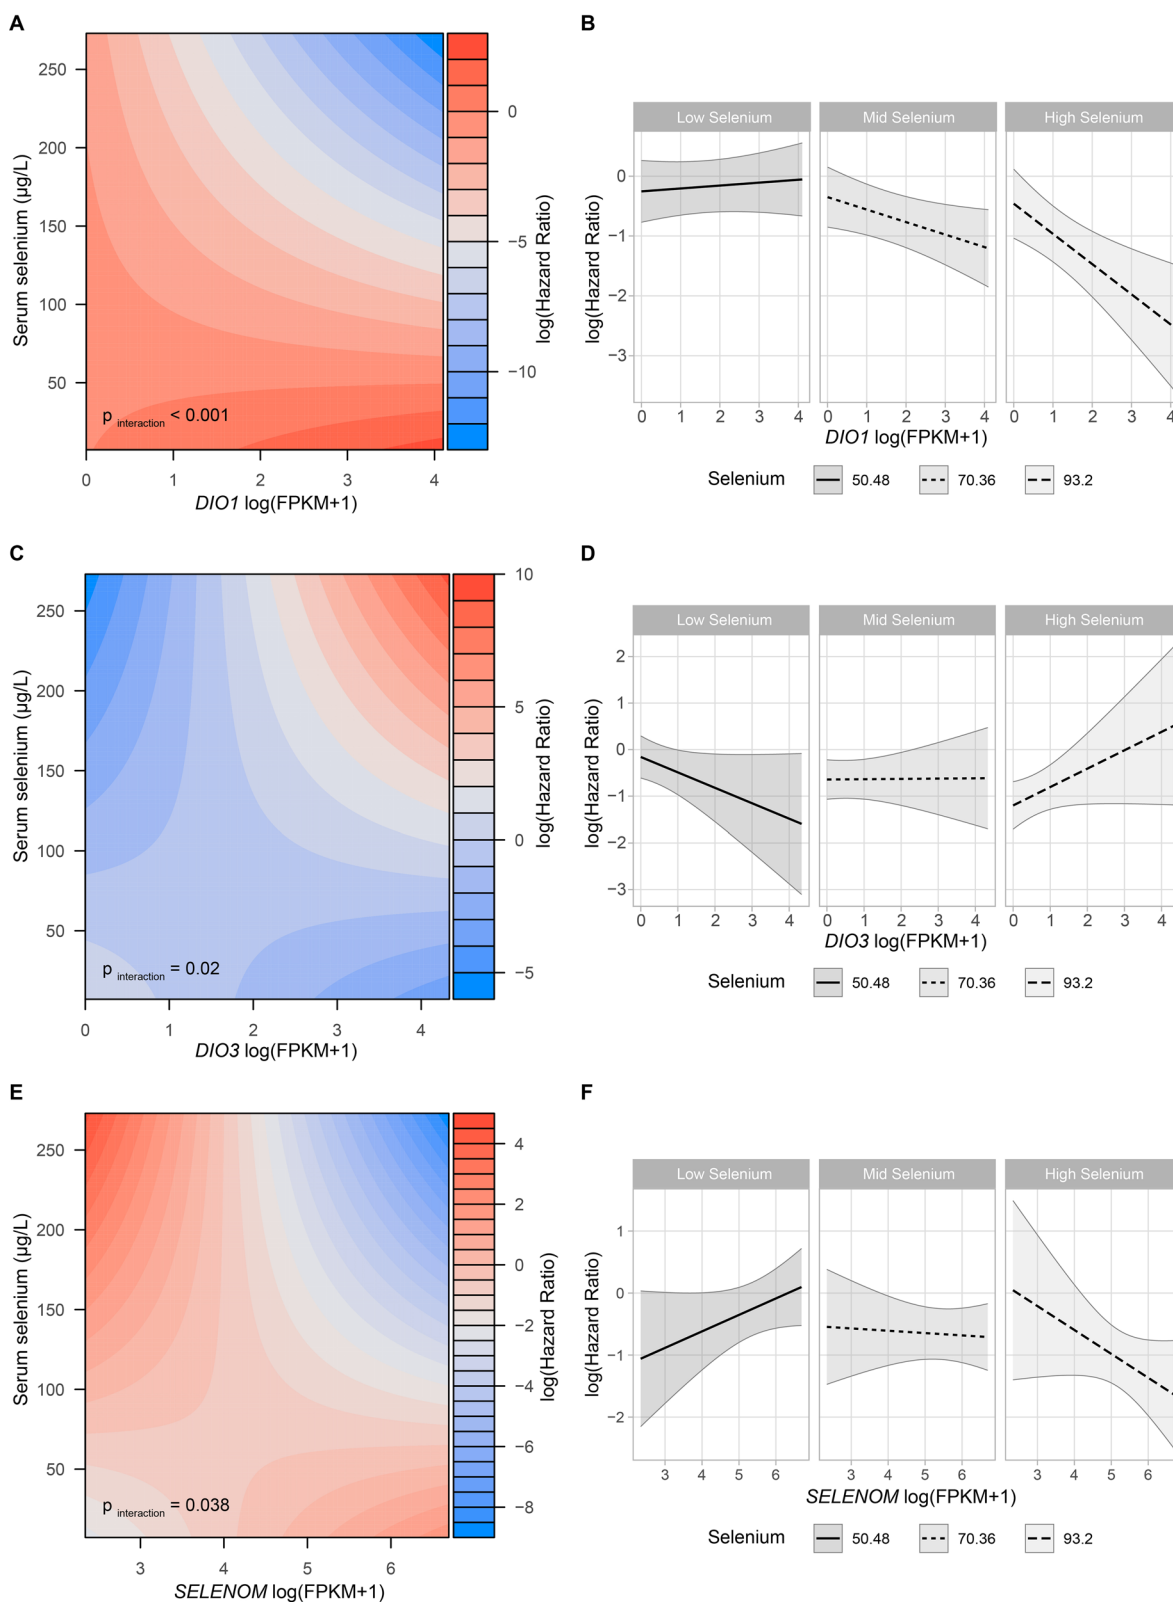 A
250
200
150
100
50
Serum selenium (µg/L)
p interaction < 0.001
0 1 2 3 4
DIO1 log(FPKM+1)
0
−5
−10
log(Hazard Ratio)
B
Low Selenium Mid Selenium High Selenium
0
−1
−2
−3
log(Hazard Ratio)
0 1 2 3 4 0 1 2 3 4 0 1 2 3 4
DIO1 log(FPKM+1)
Selenium 50.48 70.36 93.2
C
250
200
150
100
50
Serum selenium (µg/L)
p interaction = 0.02
0 1 2 3 4
DIO3 log(FPKM+1)
10
5
0
−5
log(Hazard Ratio)
D
Low Selenium Mid Selenium High Selenium
2
1
0
−1
−2
−3
log(Hazard Ratio)
0 1 2 3 4 0 1 2 3 4 0 1 2 3 4
DIO3 log(FPKM+1)
Selenium 50.48 70.36 93.2
E
250
200
150
100
50
Serum selenium (µg/L)
p interaction = 0.038
3 4 5 6
SELENOM log(FPKM+1)
4
2
0
−2
−4
−6
−8
log(Hazard Ratio)
F
Low Selenium Mid Selenium High Selenium
1
0
−1
−2
log(Hazard Ratio)
3 4 5 6 3 4 5 6 3 4 5 6
SELENOM log(FPKM+1)
Selenium 50.48 70.36 93.2